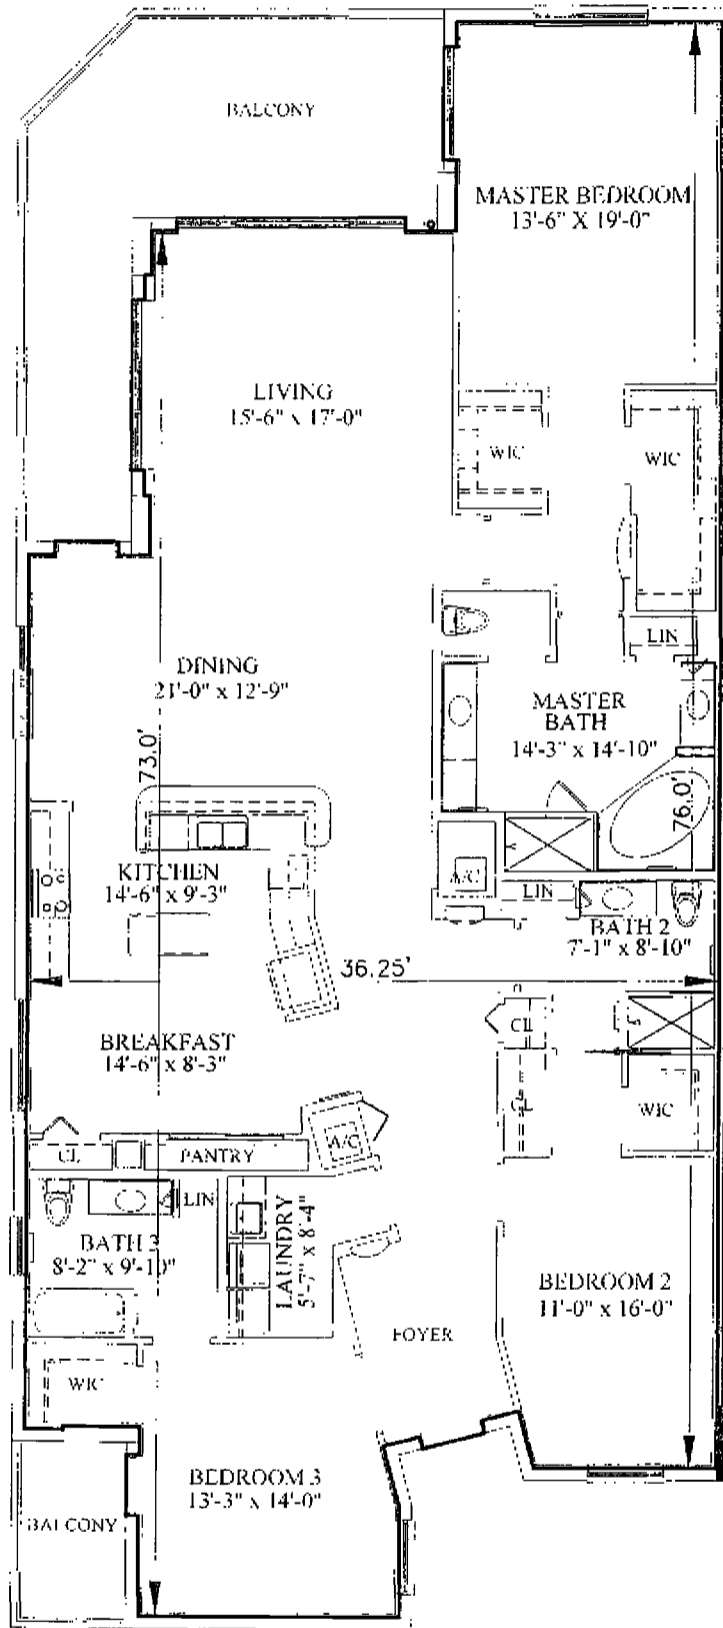 BALCONY
MASTER BEDROOM
13'-6" X 19'-0"
LIVING
15'-6" x 17'-0"
WIC
WIC
LIN
DINING
21'-0" x 12'-9"
MASTER
BATH
14'-3" x 14'-10"
73.0'
76.0'
KITCHEN
14'-6" x 9'-3"
A/C
LIN
BATH 2
7'-1" x 8'-10"
36.25'
BREAKFAST
14'-6" x 8'-3"
CL
CL
WIC
A/C
CL
PANTRY
LIN
BATH 3
8'-2" x 9'-10"
LAUNDRY
5'-7" x 8'-4"
BEDROOM 2
11'-0" x 16'-0"
FOYER
WIC
BEDROOM 3
13'-3" x 14'-0"
BALCONY